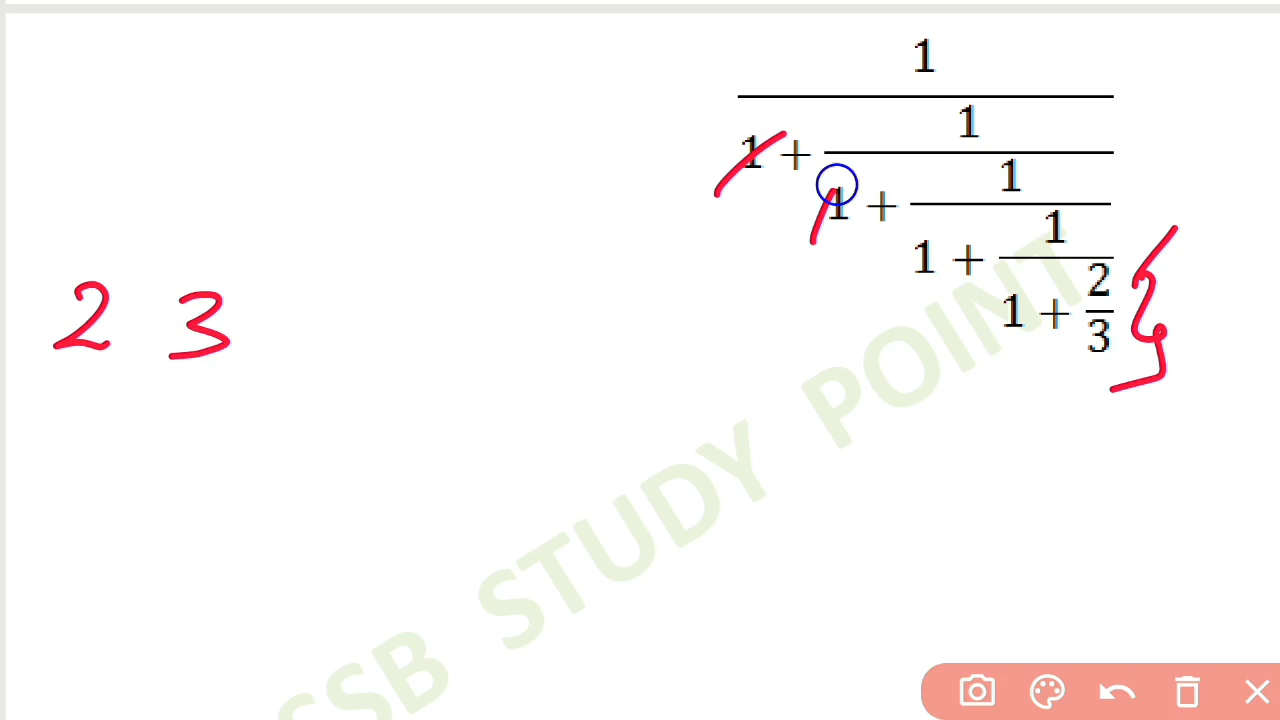 1
1 + 1
1 + 1
1 + 1
1 + 2
3
2 3
SSB STUDY POINT